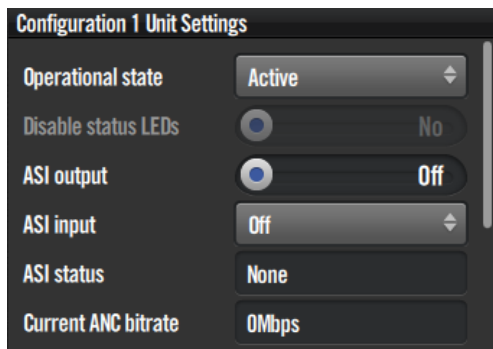 Configuration 1 Unit Settings
Operational state Active
Disable status LEDs No
ASI output Off
ASI input Off
ASI status None
Current ANC bitrate 0Mbps